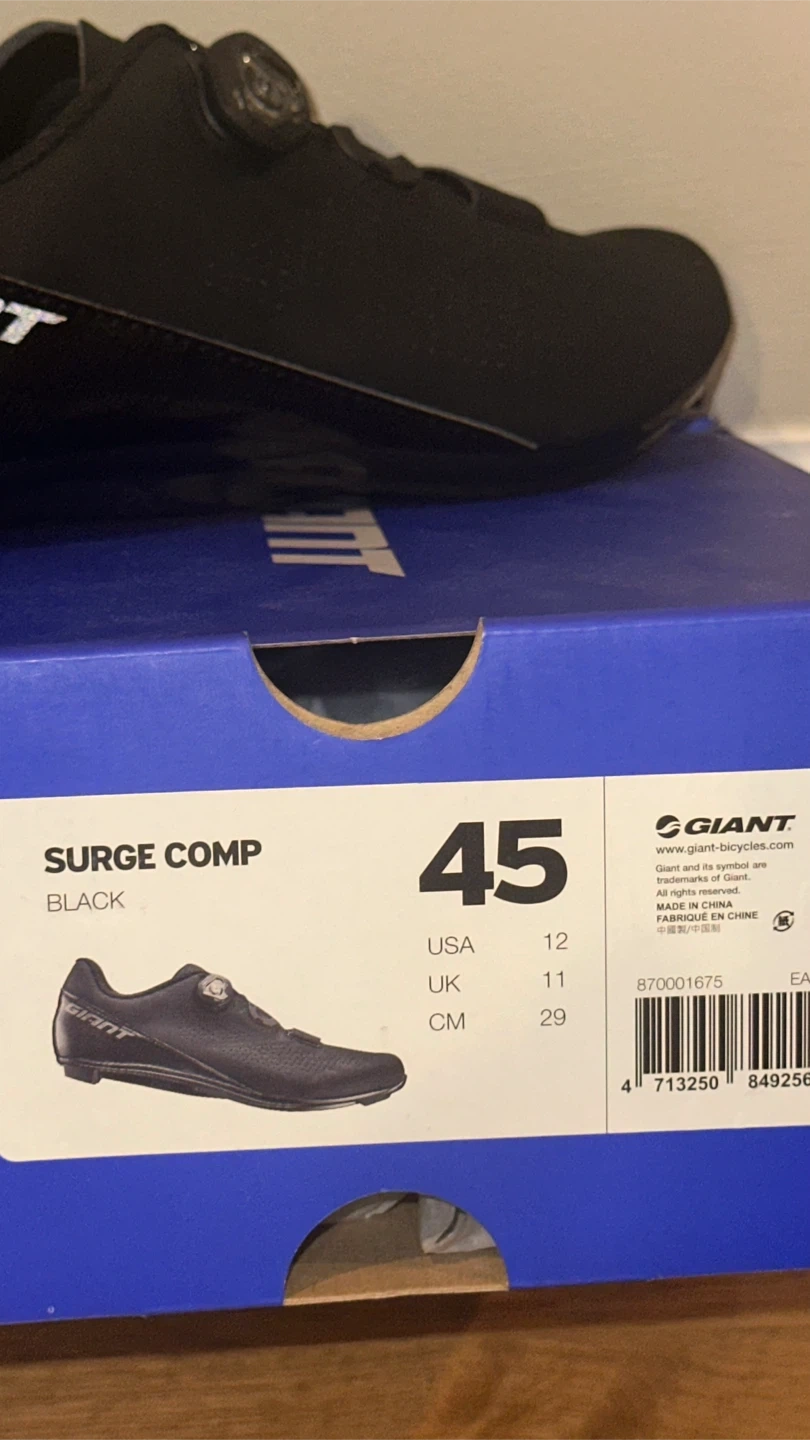 SURGE COMP
BLACK
GIANT
45
USA 12
UK 11
CM 29
GIANT
www.giant-bicycles.com
Giant and its symbol are
trademarks of Giant.
All rights reserved.
MADE IN CHINA
FABRIQUÉ EN CHINE
中國製/中国制
870001675 EA
4 713250 849256